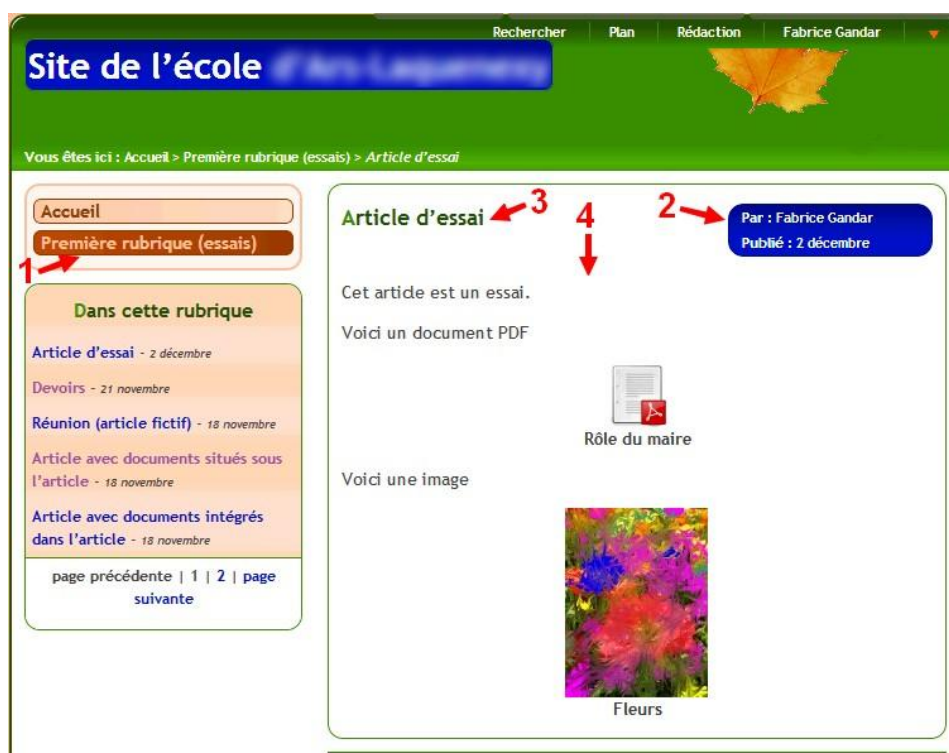 Rechercher Plan Rédaction Fabrice Gandar
Site de l'école
Vous êtes ici : Accueil > Première rubrique (essais) > Article d'essai
Accueil
Première rubrique (essais)
1
Dans cette rubrique
Article d'essai - 2 décembre
Devoirs - 21 novembre
Réunion (article fictif) - 18 novembre
Article avec documents situés sous
l'article - 18 novembre
Article avec documents intégrés
dans l'article - 18 novembre
page précédente | 1 | 2 | page
suivante
Article d'essai
3
4
2
Par : Fabrice Gandar
Publié : 2 décembre
Cet article est un essai.
Voici un document PDF
Rôle du maire
Voici une image
Fleurs